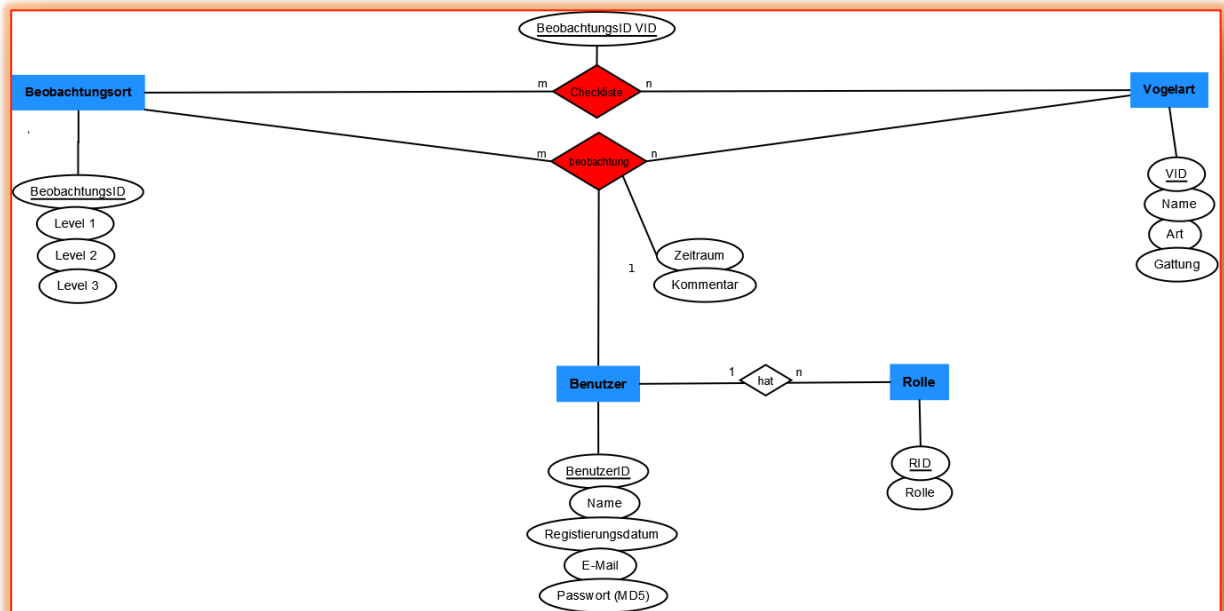 BeobachtungsID VID
m
Checkliste
n
Beobachtungsort
Vogelart
m
beobachtung
n
BeobachtungsID
Level 1
Level 2
Level 3
VID
Name
Art
Gattung
1
Zeitraum
Kommentar
Benutzer
1
hat
n
Rolle
BenutzerID
Name
Registierungsdatum
E-Mail
Passwort (MD5)
RID
Rolle